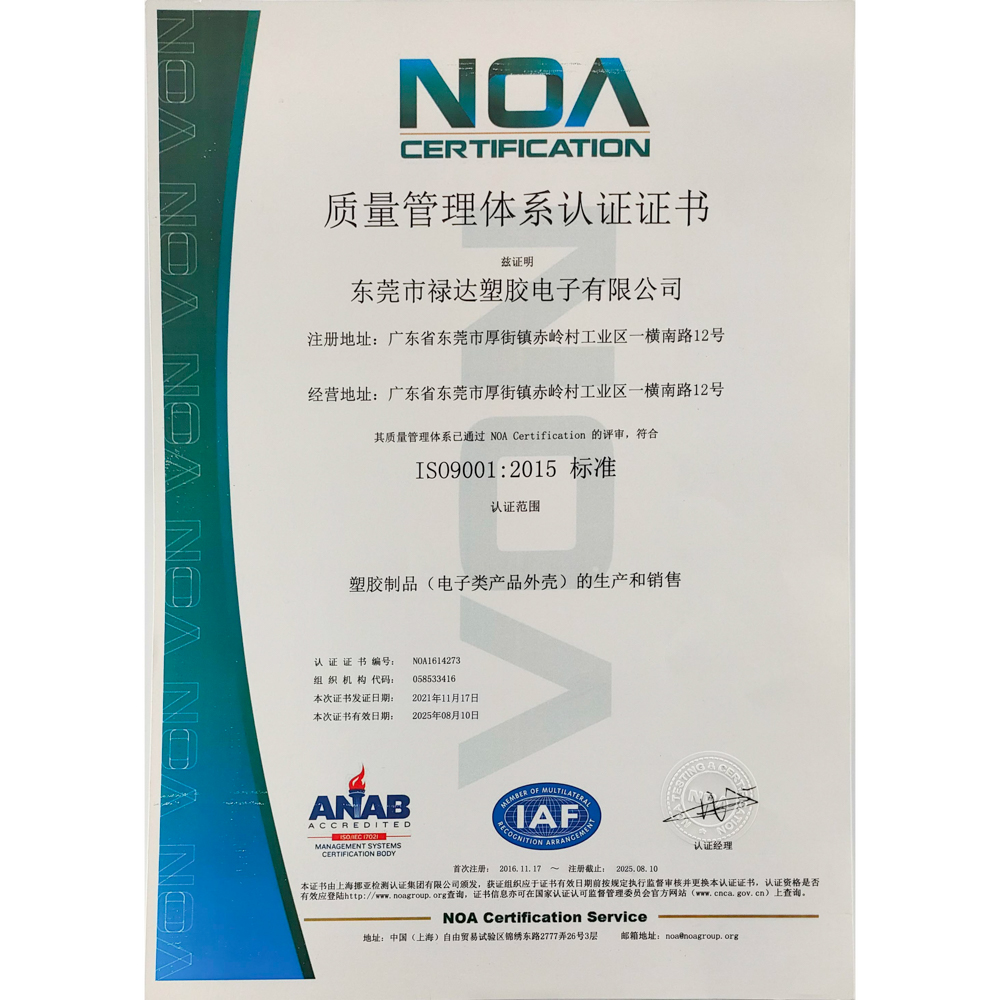 NOA
CERTIFICATION
质量管理体系认证证书
兹证明
东莞市禄达塑胶电子有限公司
注册地址：广东省东莞市厚街镇赤岭村工业区一横南路12号
经营地址：广东省东莞市厚街镇赤岭村工业区一横南路12号
其质量管理体系已通过 NOA Certification 的评审，符合
ISO9001:2015 标准
认证范围
塑胶制品（电子类产品外壳）的生产和销售
认证证书编号： NOA1614273
组织机构代码： 058533416
本次证书发证日期： 2021年11月17日
本次证书有效日期： 2025年08月10日
ANAB
ACCREDITED
ISO/IEC 17021
MANAGEMENT SYSTEMS
CERTIFICATION BODY
MEMBER OF MULTILATERAL
IAF
RECOGNITION ARRANGEMENT
认证经理
首次注册： 2016.11.17 ～ 注册截止： 2025.08.10
本证书由上海挪亚检测认证集团有限公司颁发，获证组织应于证书有效日期前按规定执行监督审核并更换本认证证书，认证资格是否
有效应登陆http://www.noagroup.org查询，证书信息亦可在国家认证认可监督管理委员会官方网站（www.cnca.gov.cn）上查询。
NOA Certification Service
地址：中国（上海）自由贸易试验区锦绣东路2777弄26号3层 邮箱地址：noa@noagroup.org